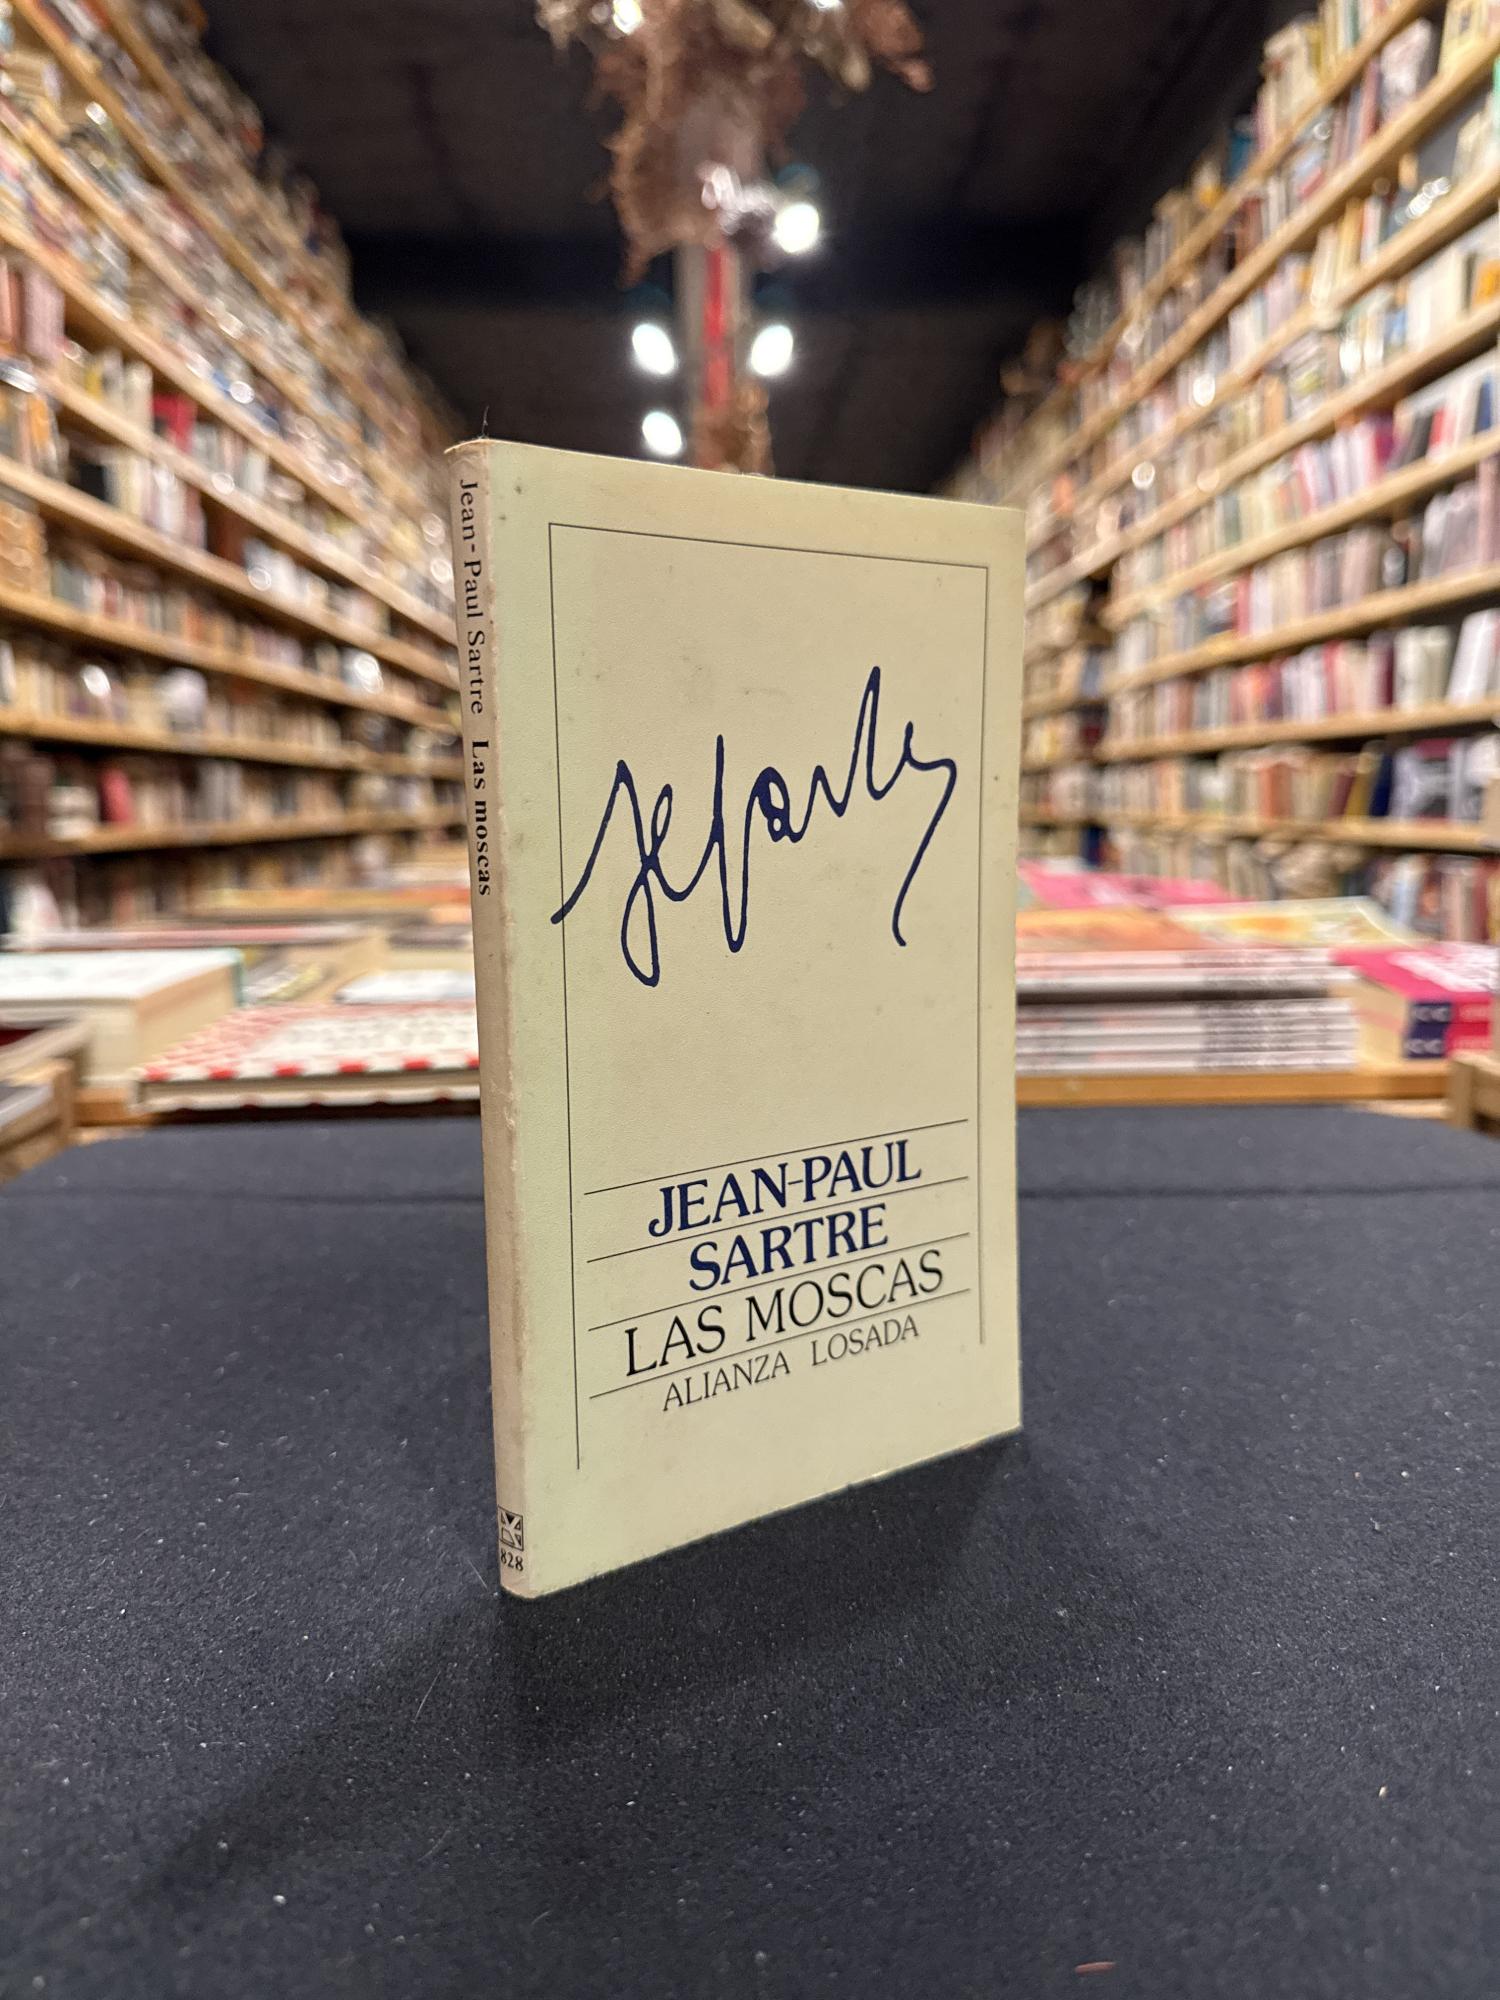 Jean-Paul Sartre Las moscas
828
JEAN-PAUL
SARTRE
LAS MOSCAS
ALIANZA LOSADA